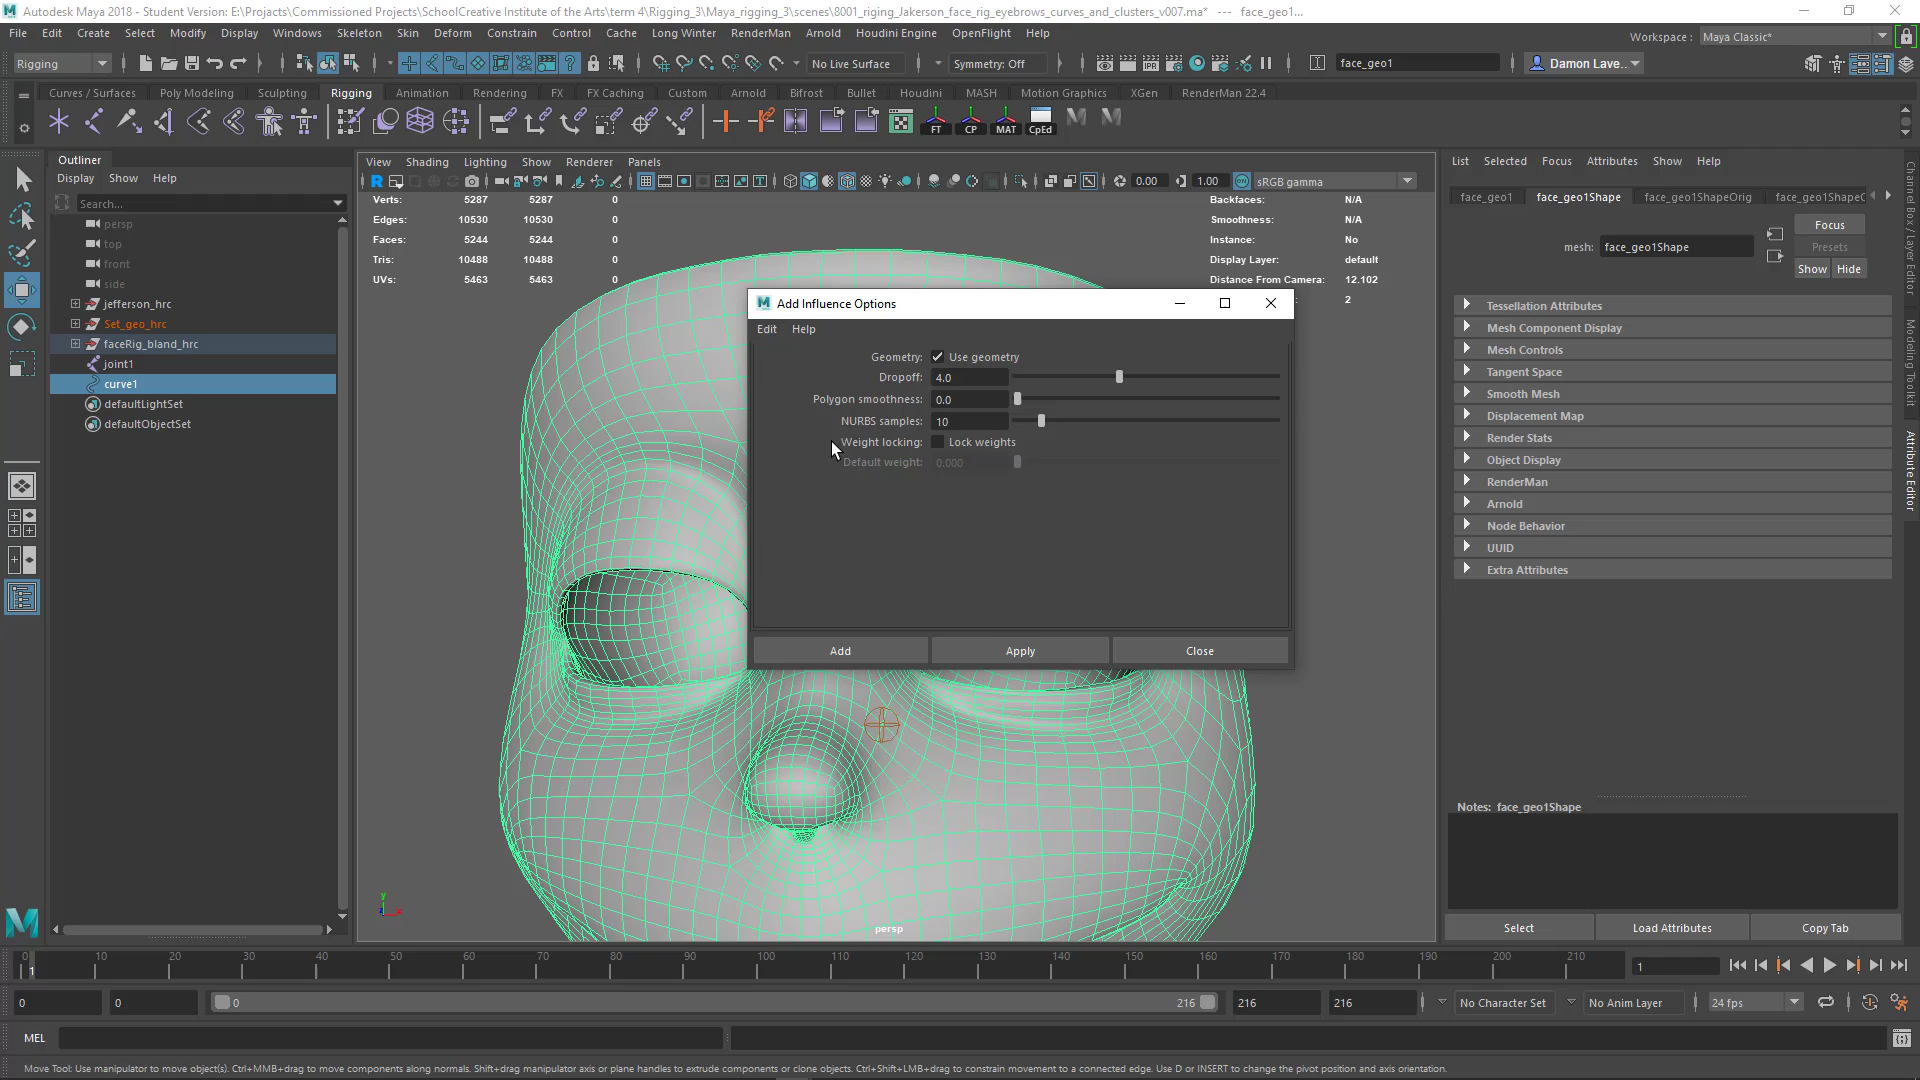 Autodesk Maya 2018 - Student Version: E:\Projects\Commissioned Projects\SchoolCreative Institute of the Arts\term 4\Rigging_3\Maya_rigging_3\scenes\8001_riging_Jakerson_face_rig_eyebrows_curves_and_clusters_v007.ma* --- face_geo1...
File Edit Create Select Modify Display Windows Skeleton Skin Deform Constrain Control Cache Long Winter RenderMan Arnold Houdini Engine OpenFlight Help
Workspace : Maya Classic*
Rigging
No Live Surface
Symmetry: Off
face_geo1
Damon Lave...
Curves / Surfaces Poly Modeling Sculpting Rigging Animation Rendering FX FX Caching Custom Arnold Bifrost Bullet Houdini MASH Motion Graphics XGen RenderMan 22.4
FT CP MAT CpEd
Outliner
Display Show Help
Search...
persp
top
front
side
jefferson_hrc
Set_geo_hrc
faceRig_bland_hrc
joint1
curve1
defaultLightSet
defaultObjectSet
View Shading Lighting Show Renderer Panels
0.00 1.00 sRGB gamma
Verts: 5287 5287 0
Edges: 10530 10530 0
Faces: 5244 5244 0
Tris: 10488 10488 0
UVs: 5463 5463 0
Backfaces: N/A
Smoothness: N/A
Instance: No
Display Layer: default
Distance From Camera: 12.102
2
Add Influence Options
Edit Help
Geometry: Use geometry
Dropoff: 4.0
Polygon smoothness: 0.0
NURBS samples: 10
Weight locking: Lock weights
Default weight: 0.000
Add Apply Close
persp
List Selected Focus Attributes Show Help
face_geo1 face_geo1Shape face_geo1ShapeOrig face_geo1ShapeC
Focus
mesh: face_geo1Shape
Presets
Show Hide
Tessellation Attributes
Mesh Component Display
Mesh Controls
Tangent Space
Smooth Mesh
Displacement Map
Render Stats
Object Display
RenderMan
Arnold
Node Behavior
UUID
Extra Attributes
Notes: face_geo1Shape
Select Load Attributes Copy Tab
Channel Box / Layer Editor
Modeling Toolkit
Attribute Editor
0 10 20 30 40 50 60 70 80 90 100 110 120 130 140 150 160 170 180 190 200 210
1
1
0 0 0 216 216 216 No Character Set No Anim Layer 24 fps
MEL
Move Tool: Use manipulator to move object(s). Ctrl+MMB+drag to move components along normals. Shift+drag manipulator axis or plane handles to extrude components or clone objects. Ctrl+Shift+LMB+drag to constrain movement to a connected edge. Use D or INSERT to change the pivot position and axis orientation.